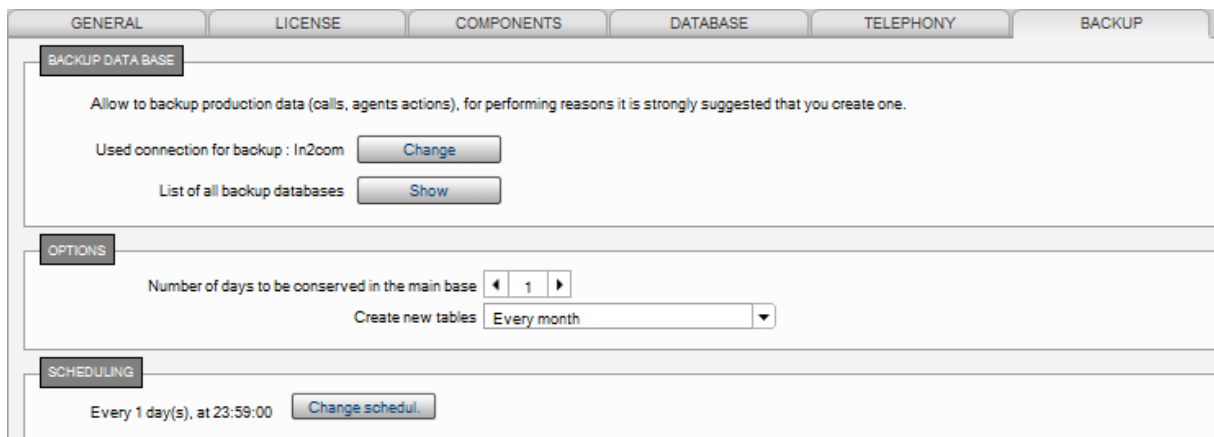 GENERAL LICENSE COMPONENTS DATABASE TELEPHONY BACKUP
BACKUP DATA BASE
Allow to backup production data (calls, agents actions), for performing reasons it is strongly suggested that you create one.
Used connection for backup : In2com Change
List of all backup databases Show
OPTIONS
Number of days to be conserved in the main base 1
Create new tables Every month
SCHEDULING
Every 1 day(s), at 23:59:00 Change schedul.